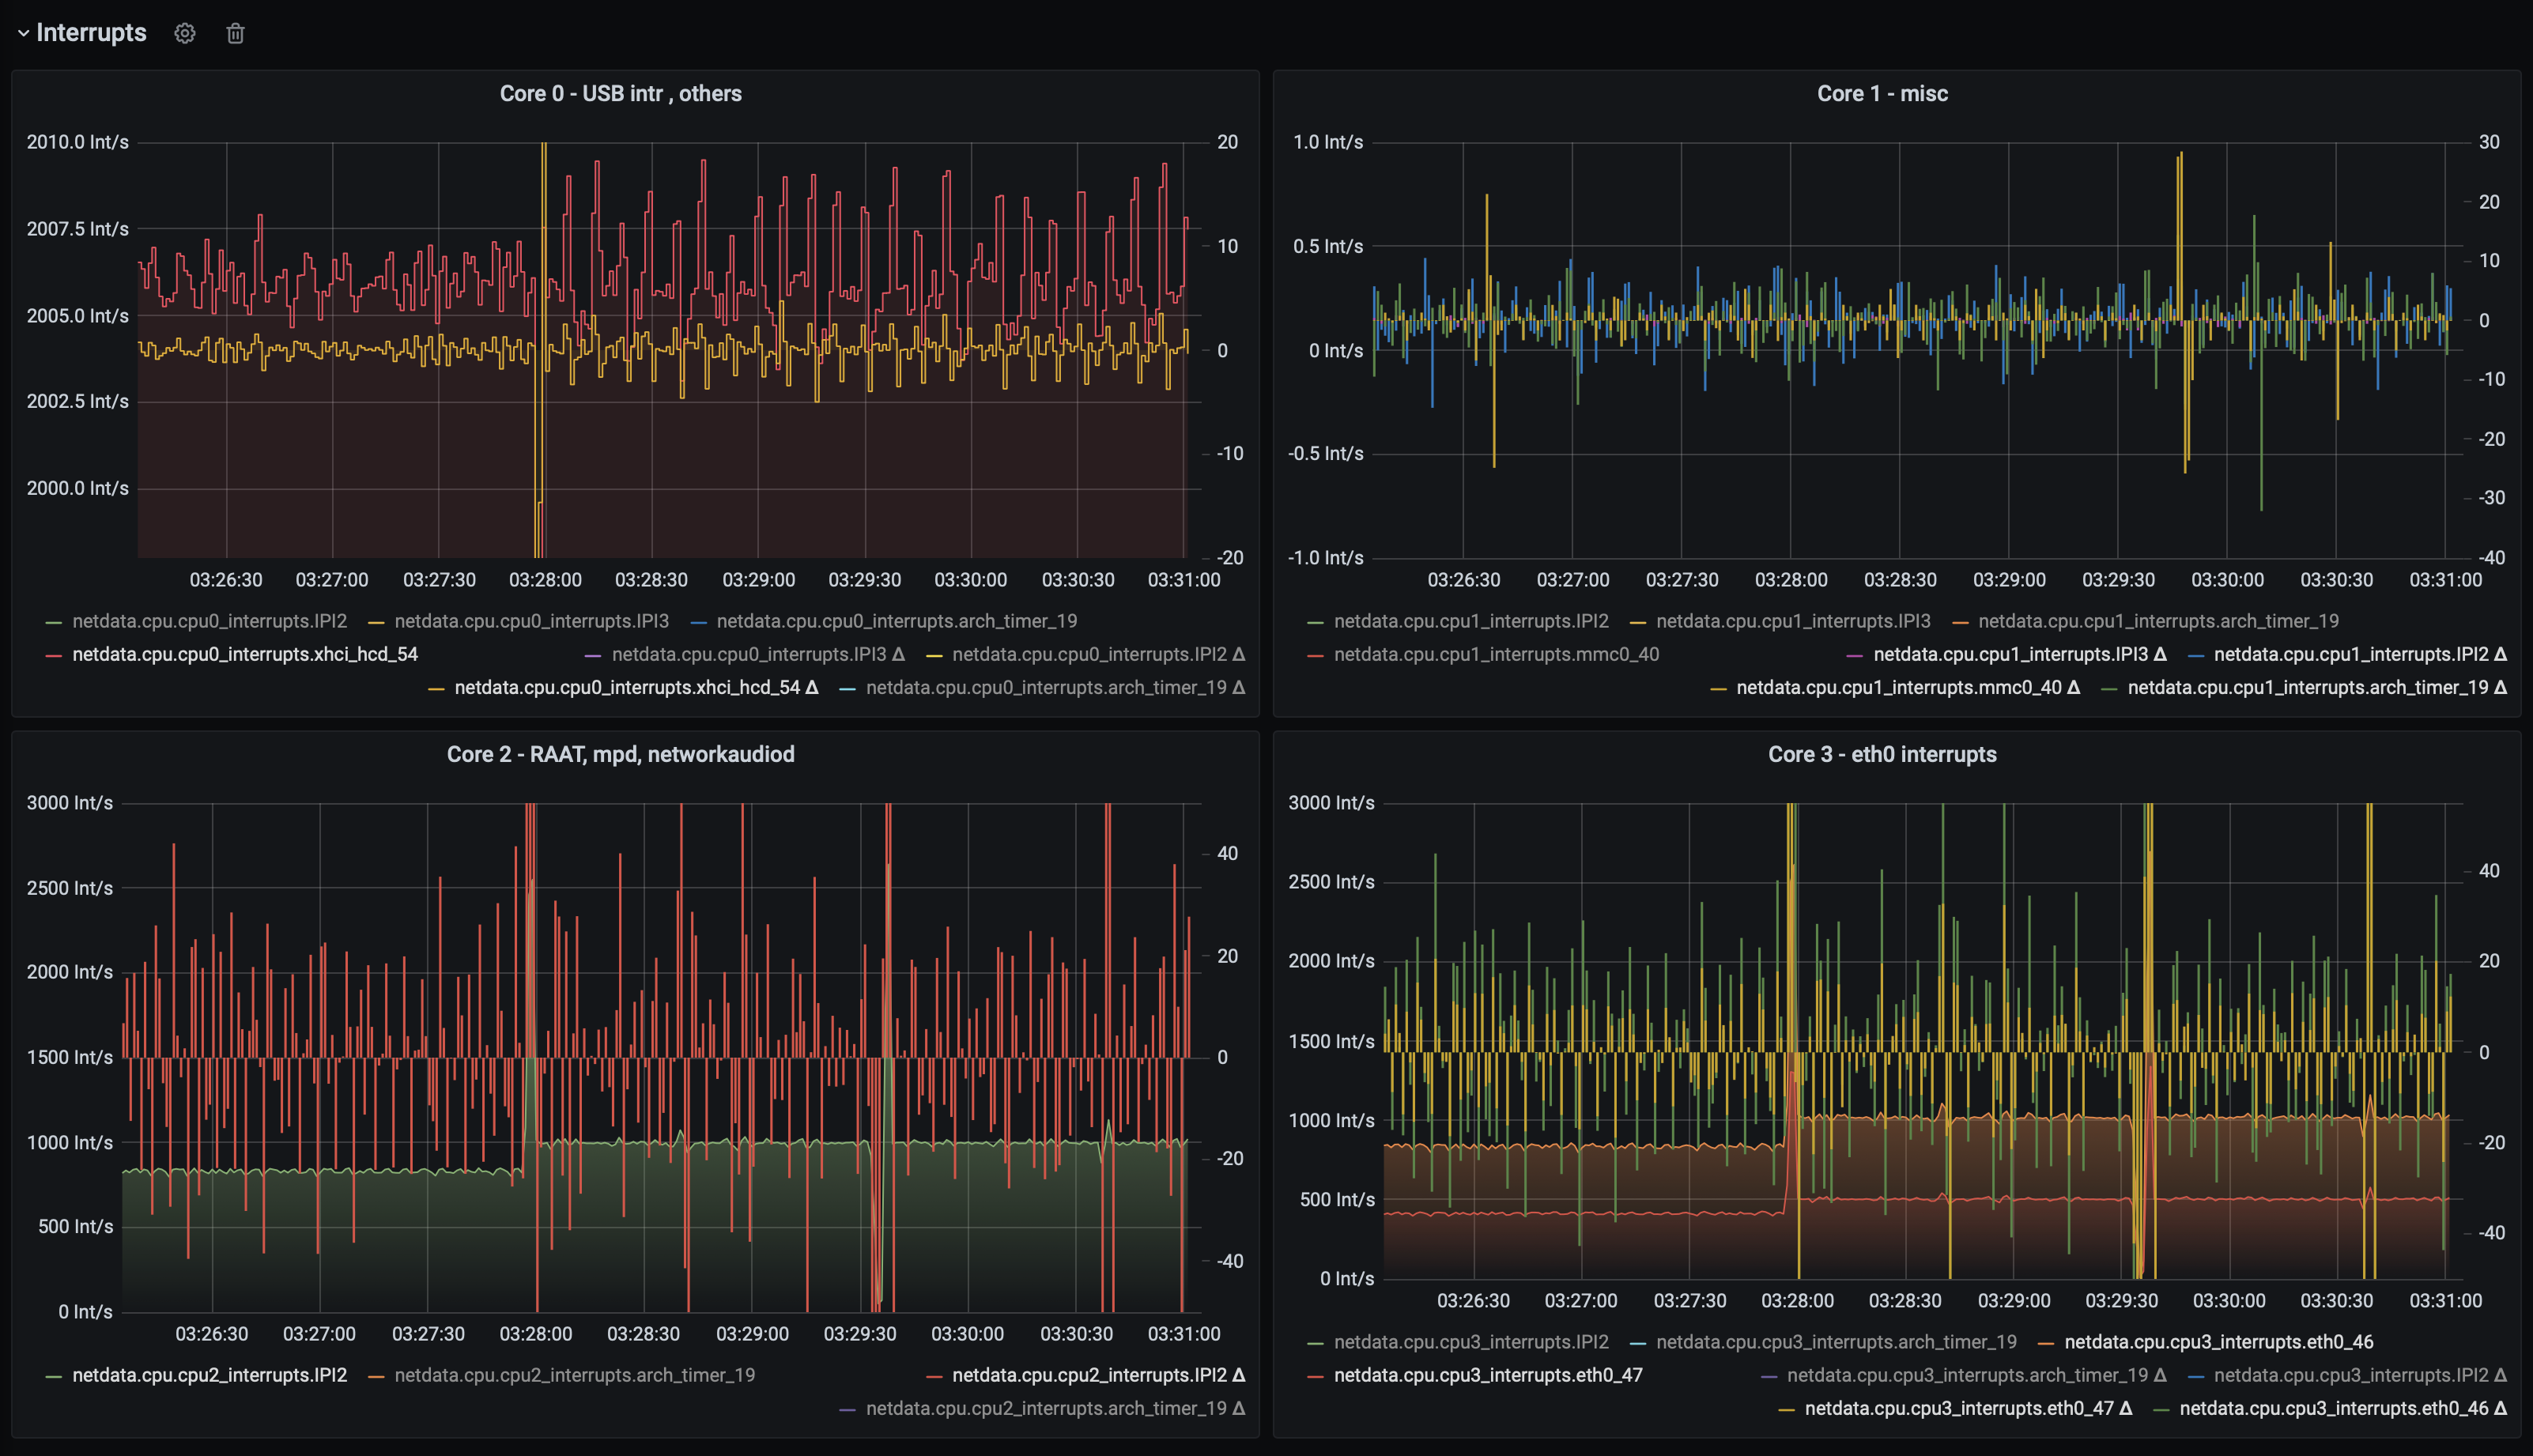 Interrupts
Core 0 - USB intr , others
2010.0 Int/s
2007.5 Int/s
2005.0 Int/s
2002.5 Int/s
2000.0 Int/s
20
10
0
-10
-20
03:26:30 03:27:00 03:27:30 03:28:00 03:28:30 03:29:00 03:29:30 03:30:00 03:30:30 03:31:00
netdata.cpu.cpu0_interrupts.IPI2 netdata.cpu.cpu0_interrupts.IPI3 netdata.cpu.cpu0_interrupts.arch_timer_19
netdata.cpu.cpu0_interrupts.xhci_hcd_54 netdata.cpu.cpu0_interrupts.IPI3 Δ netdata.cpu.cpu0_interrupts.IPI2 Δ
netdata.cpu.cpu0_interrupts.xhci_hcd_54 Δ netdata.cpu.cpu0_interrupts.arch_timer_19 Δ
Core 1 - misc
1.0 Int/s
0.5 Int/s
0 Int/s
-0.5 Int/s
-1.0 Int/s
30
20
10
0
-10
-20
-30
-40
03:26:30 03:27:00 03:27:30 03:28:00 03:28:30 03:29:00 03:29:30 03:30:00 03:30:30 03:31:00
netdata.cpu.cpu1_interrupts.IPI2 netdata.cpu.cpu1_interrupts.IPI3 netdata.cpu.cpu1_interrupts.arch_timer_19
netdata.cpu.cpu1_interrupts.mmc0_40 netdata.cpu.cpu1_interrupts.IPI3 Δ netdata.cpu.cpu1_interrupts.IPI2 Δ
netdata.cpu.cpu1_interrupts.mmc0_40 Δ netdata.cpu.cpu1_interrupts.arch_timer_19 Δ
Core 2 - RAAT, mpd, networkaudiod
3000 Int/s
2500 Int/s
2000 Int/s
1500 Int/s
1000 Int/s
500 Int/s
0 Int/s
40
20
0
-20
-40
03:26:30 03:27:00 03:27:30 03:28:00 03:28:30 03:29:00 03:29:30 03:30:00 03:30:30 03:31:00
netdata.cpu.cpu2_interrupts.IPI2 netdata.cpu.cpu2_interrupts.arch_timer_19 netdata.cpu.cpu2_interrupts.IPI2 Δ
netdata.cpu.cpu2_interrupts.arch_timer_19 Δ
Core 3 - eth0 interrupts
3000 Int/s
2500 Int/s
2000 Int/s
1500 Int/s
1000 Int/s
500 Int/s
0 Int/s
40
20
0
-20
-40
03:26:30 03:27:00 03:27:30 03:28:00 03:28:30 03:29:00 03:29:30 03:30:00 03:30:30 03:31:00
netdata.cpu.cpu3_interrupts.IPI2 netdata.cpu.cpu3_interrupts.arch_timer_19 netdata.cpu.cpu3_interrupts.eth0_46
netdata.cpu.cpu3_interrupts.eth0_47 netdata.cpu.cpu3_interrupts.arch_timer_19 Δ netdata.cpu.cpu3_interrupts.IPI2 Δ
netdata.cpu.cpu3_interrupts.eth0_47 Δ netdata.cpu.cpu3_interrupts.eth0_46 Δ